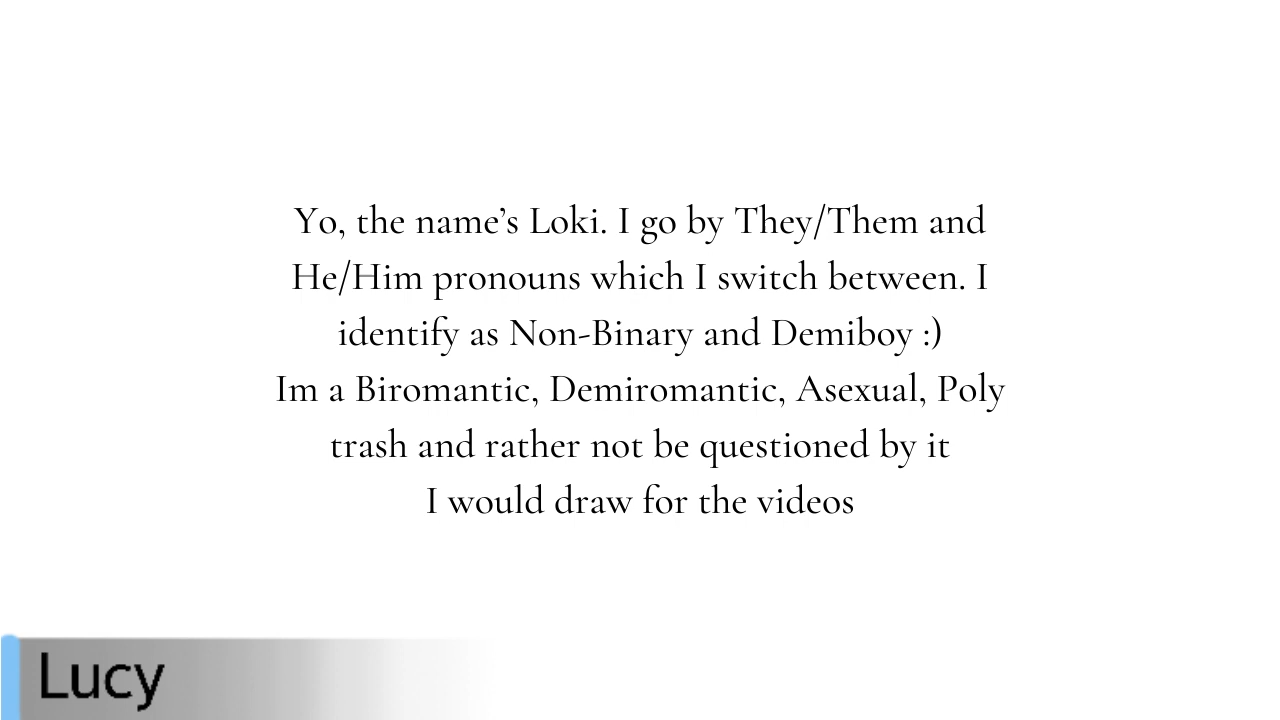 Yo, the name’s Loki. I go by They/Them and
He/Him pronouns which I switch between. I
identify as Non-Binary and Demiboy :)
Im a Biromantic, Demiromantic, Asexual, Poly
trash and rather not be questioned by it
I would draw for the videos
Lucy